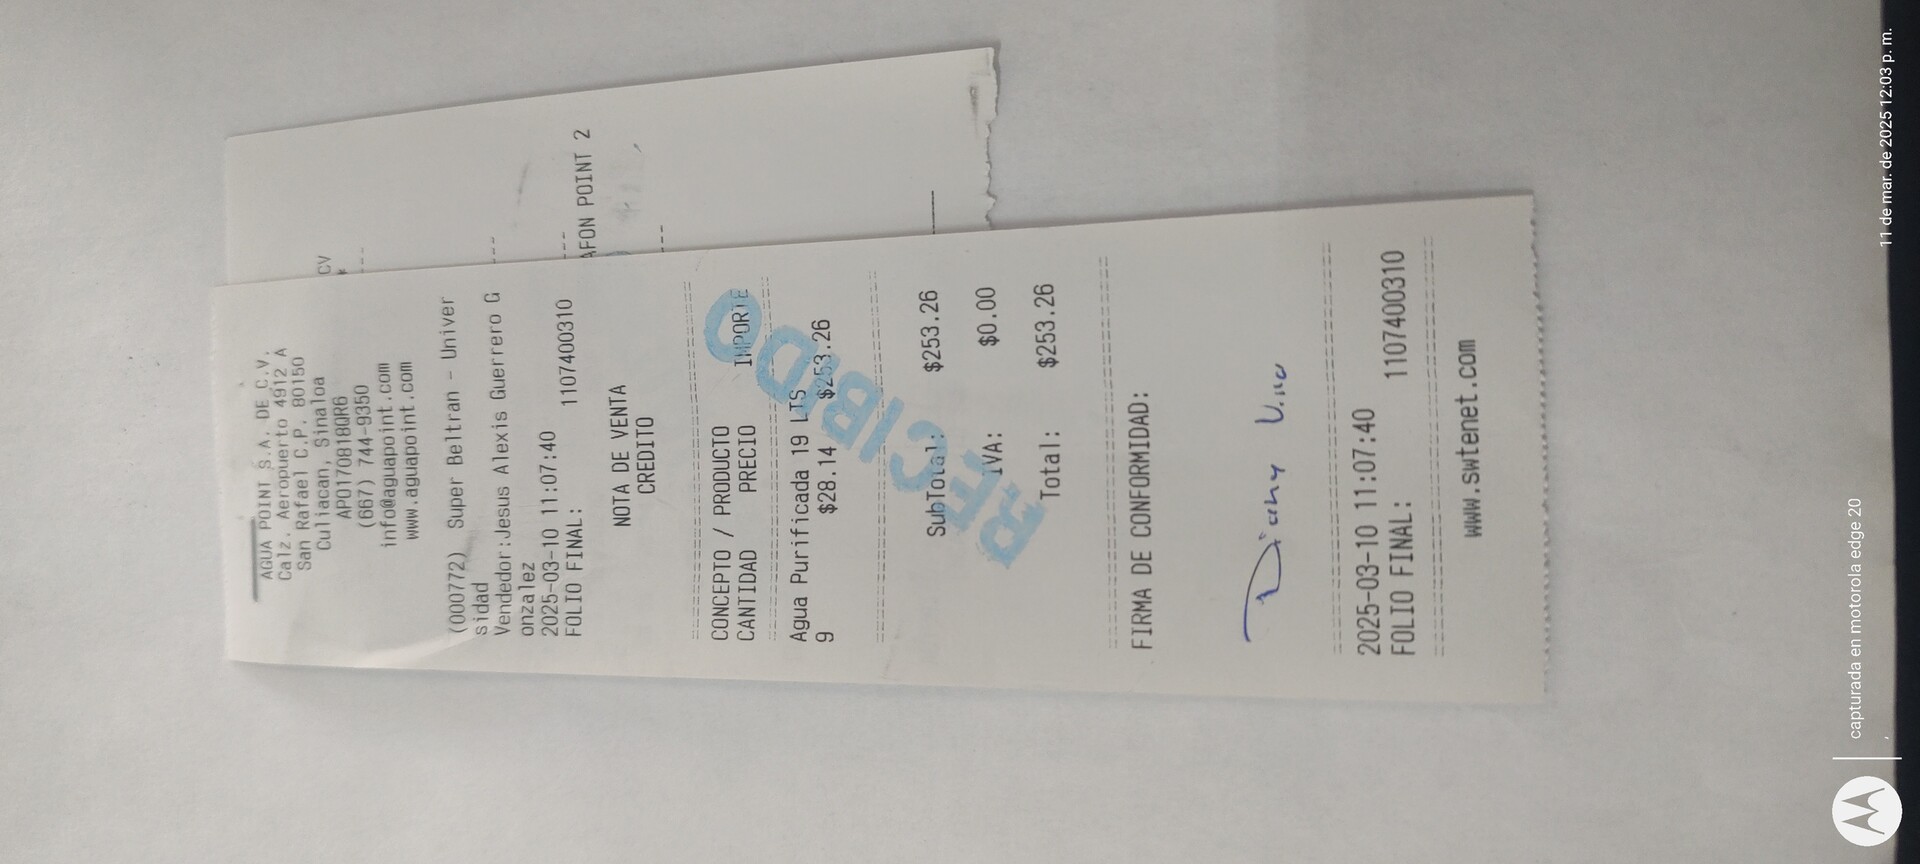 AGUA POINT S.A. DE C.V.
Calz. Aeropuerto 4912 A
San Rafael C.P. 80150
Culiacan, Sinaloa
APO170818QR6
(667) 744-9350
info@aguapoint.com
www.aguapoint.com
(000772) Super Beltran - Univer
sidad
Vendedor:Jesus Alexis Guerrero G
onzalez
2025-03-10 11:07:40
FOLIO FINAL: 1107400310
NOTA DE VENTA
CREDITO
CONCEPTO / PRODUCTO
CANTIDAD PRECIO IMPORTE
Agua Purificada 19 LTS
9 $28.14 $253.26
RECIBIDO
SubTotal: $253.26
IVA: $0.00
Total: $253.26
FIRMA DE CONFORMIDAD:
2025-03-10 11:07:40
FOLIO FINAL: 1107400310
www.swtenet.com
CV
AFON POINT 2
capturada en motorola edge 20
11 de mar. de 2025 12:03 p. m.